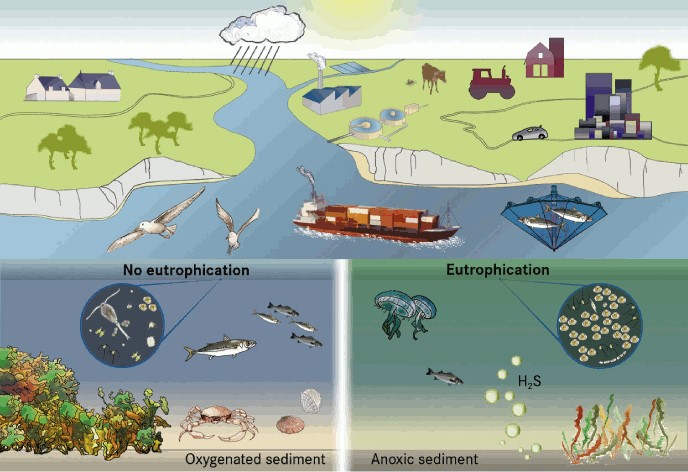 No eutrophication
Eutrophication
H₂S
Oxygenated sediment
Anoxic sediment